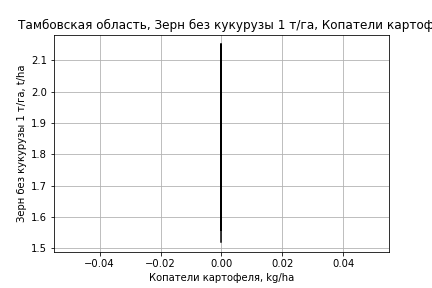 Тамбовская область, Зерн без кукурузы 1 т/га, Копатели картоф
2.1
2.0
1.9
1.8
1.7
1.6
1.5
Зерн без кукурузы 1 т/га, t/ha
−0.04 −0.02 0.00 0.02 0.04
Копатели картофеля, kg/ha